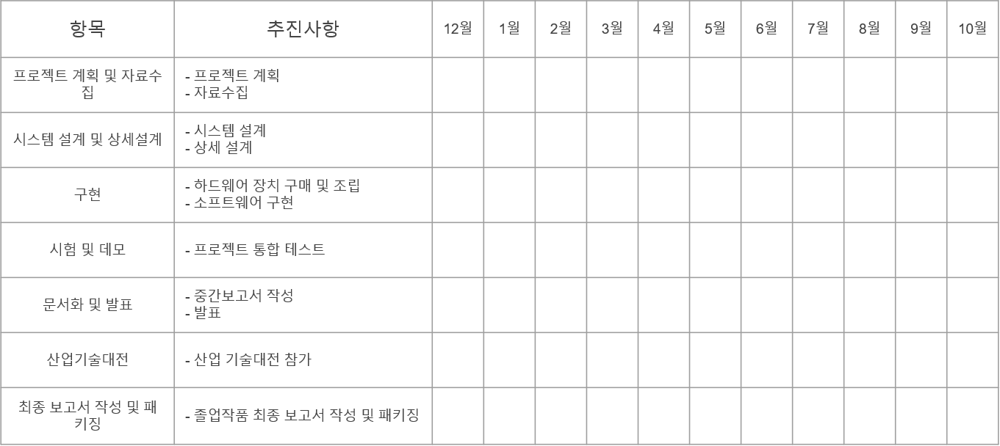 항목 추진사항 12월 1월 2월 3월 4월 5월 6월 7월 8월 9월 10월
프로젝트 계획 및 자료수
집
- 프로젝트 계획
- 자료수집
시스템 설계 및 상세설계
- 시스템 설계
- 상세 설계
구현
- 하드웨어 장치 구매 및 조립
- 소프트웨어 구현
시험 및 데모
- 프로젝트 통합 테스트
문서화 및 발표
- 중간보고서 작성
- 발표
산업기술대전
- 산업 기술대전 참가
최종 보고서 작성 및 패
키징
- 졸업작품 최종 보고서 작성 및 패키징